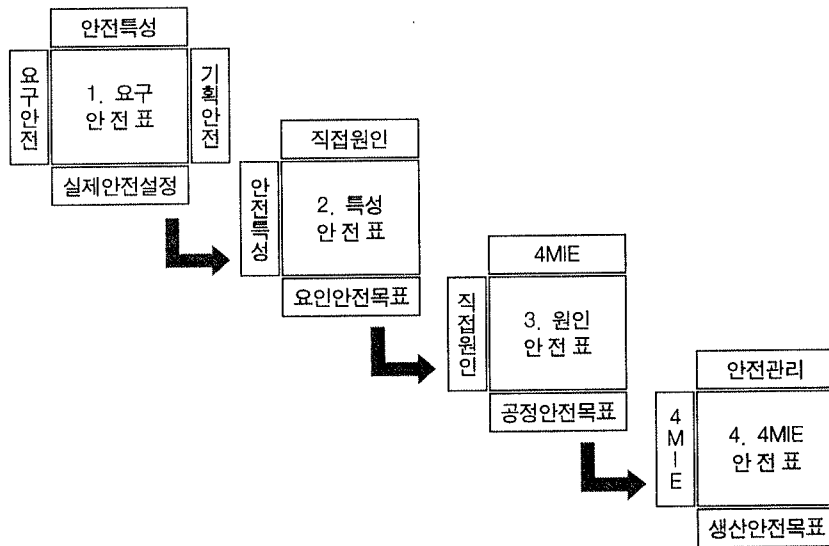 안전특성
요구안전
1. 요구
안전표
기획안전
실제안전설정
직접원인
안전특성
2. 특성
안전표
요인안전목표
4MIE
직접원인
3. 원인
안전표
공정안전목표
안전관리
4MIE
4. 4MIE
안전표
생산안전목표